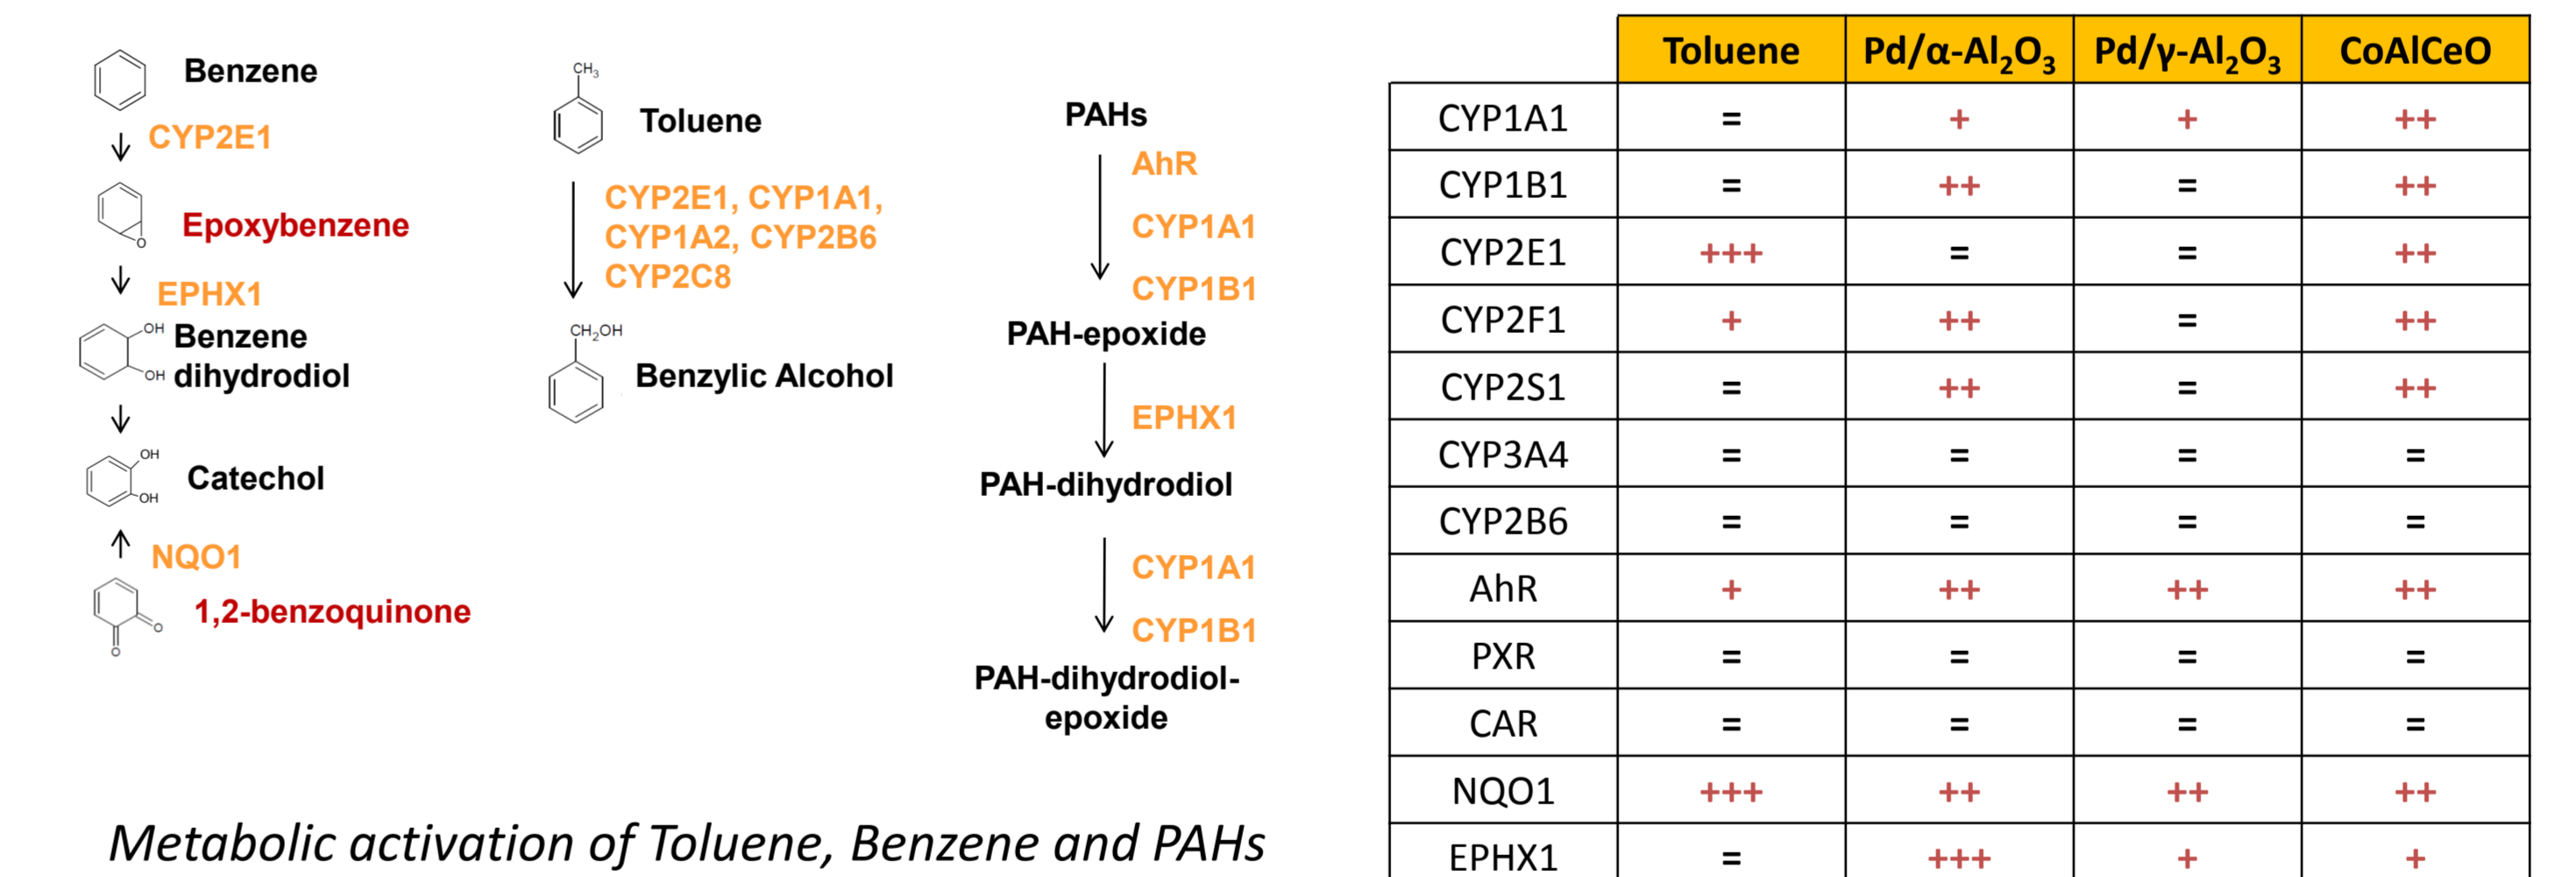 Benzene
CYP2E1
O
Epoxybenzene
EPHX1
OH
OH
Benzene
dihydrodiol
OH
OH
Catechol
NQO1
O
O
1,2-benzoquinone
CH₃
Toluene
CYP2E1, CYP1A1,
CYP1A2, CYP2B6
CYP2C8
CH₂OH
Benzylic Alcohol
PAHs
AhR
CYP1A1
CYP1B1
PAH-epoxide
EPHX1
PAH-dihydrodiol
CYP1A1
CYP1B1
PAH-dihydrodiol-
epoxide
Metabolic activation of Toluene, Benzene and PAHs
Toluene Pd/α-Al₂O₃ Pd/γ-Al₂O₃ CoAlCeO
CYP1A1 = + + ++
CYP1B1 = ++ = ++
CYP2E1 +++ = = ++
CYP2F1 + ++ = ++
CYP2S1 = ++ = ++
CYP3A4 = = = =
CYP2B6 = = = =
AhR + ++ ++ ++
PXR = = = =
CAR = = = =
NQO1 +++ ++ ++ ++
EPHX1 = +++ + +